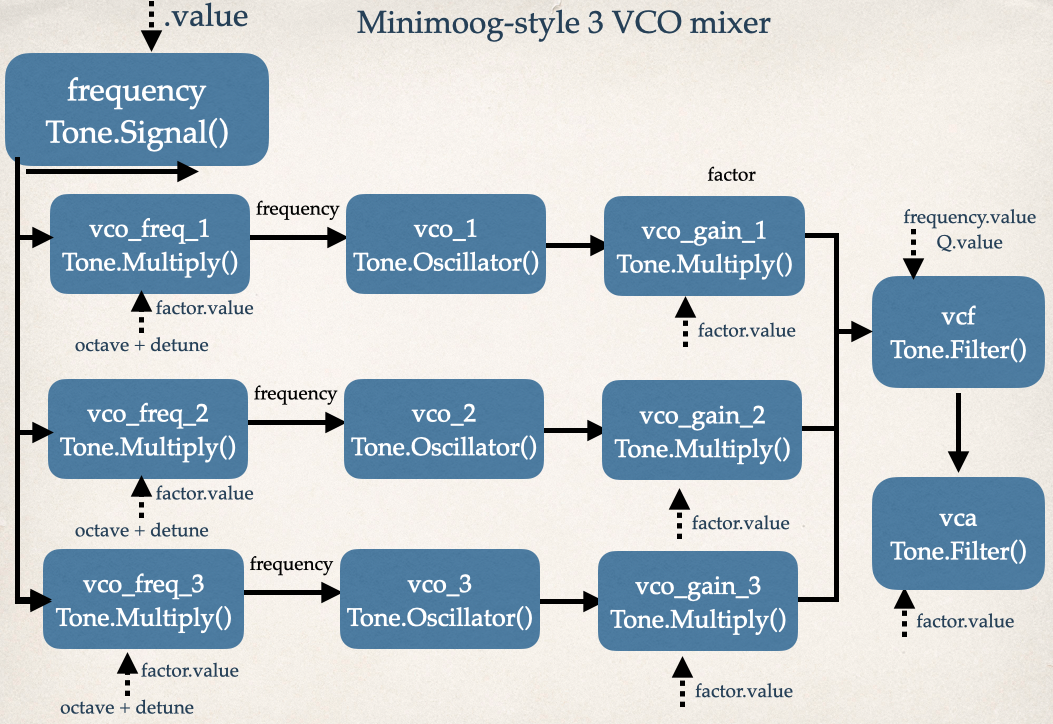 .value
Minimoog-style 3 VCO mixer
frequency
Tone.Signal()
factor
vco_freq_1
Tone.Multiply()
frequency
vco_1
Tone.Oscillator()
vco_gain_1
Tone.Multiply()
frequency.value
Q.value
factor.value
octave + detune
factor.value
vcf
Tone.Filter()
vco_freq_2
Tone.Multiply()
frequency
vco_2
Tone.Oscillator()
vco_gain_2
Tone.Multiply()
factor.value
octave + detune
factor.value
vca
Tone.Filter()
factor.value
vco_freq_3
Tone.Multiply()
frequency
vco_3
Tone.Oscillator()
vco_gain_3
Tone.Multiply()
factor.value
octave + detune
factor.value